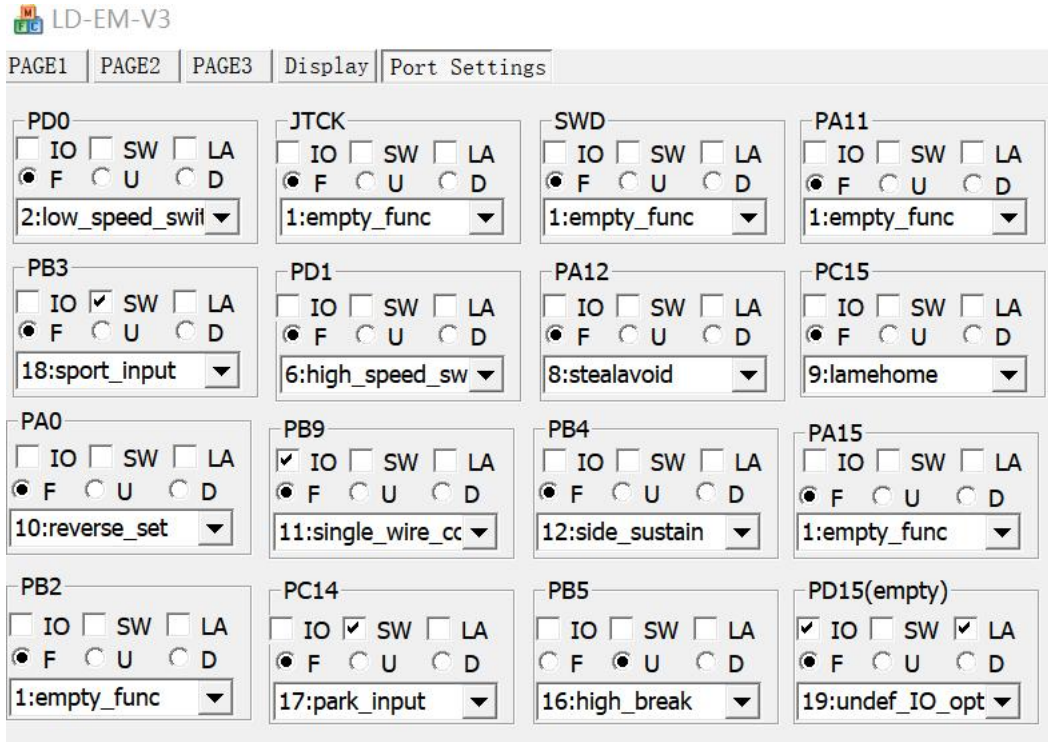 LD-EM-V3
PAGE1 PAGE2 PAGE3 Display Port Settings
PD0 JTCK SWD PA11
IO SW LA IO SW LA IO SW LA IO SW LA
F U D F U D F U D F U D
2:low_speed_swit 1:empty_func 1:empty_func 1:empty_func
PB3 PD1 PA12 PC15
IO SW LA IO SW LA IO SW LA IO SW LA
F U D F U D F U D F U D
18:sport_input 6:high_speed_sw 8:stealavoid 9:lamehome
PA0 PB9 PB4 PA15
IO SW LA IO SW LA IO SW LA IO SW LA
F U D F U D F U D F U D
10:reverse_set 11:single_wire_cc 12:side_sustain 1:empty_func
PB2 PC14 PB5 PD15(empty)
IO SW LA IO SW LA IO SW LA IO SW LA
F U D F U D F U D F U D
1:empty_func 17:park_input 16:high_break 19:undef_IO_opt